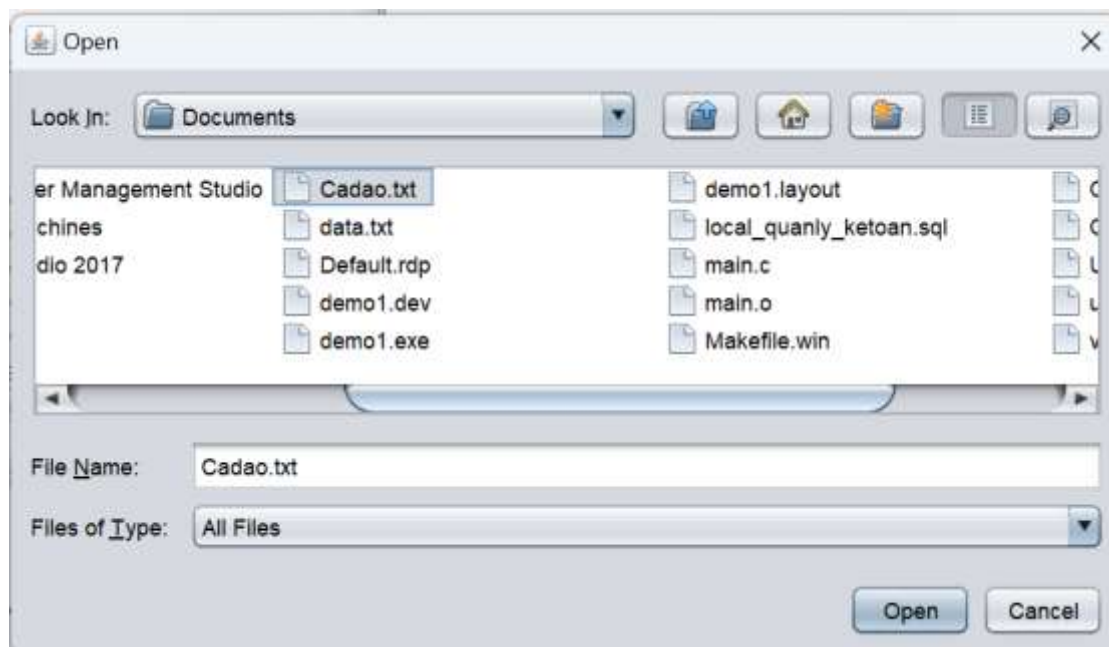 Open
Look In: Documents
er Management Studio
chines
dio 2017
Cadao.txt
data.txt
Default.rdp
demo1.dev
demo1.exe
demo1.layout
local_quanly_ketoan.sql
main.c
main.o
Makefile.win
File Name: Cadao.txt
Files of Type: All Files
Open Cancel